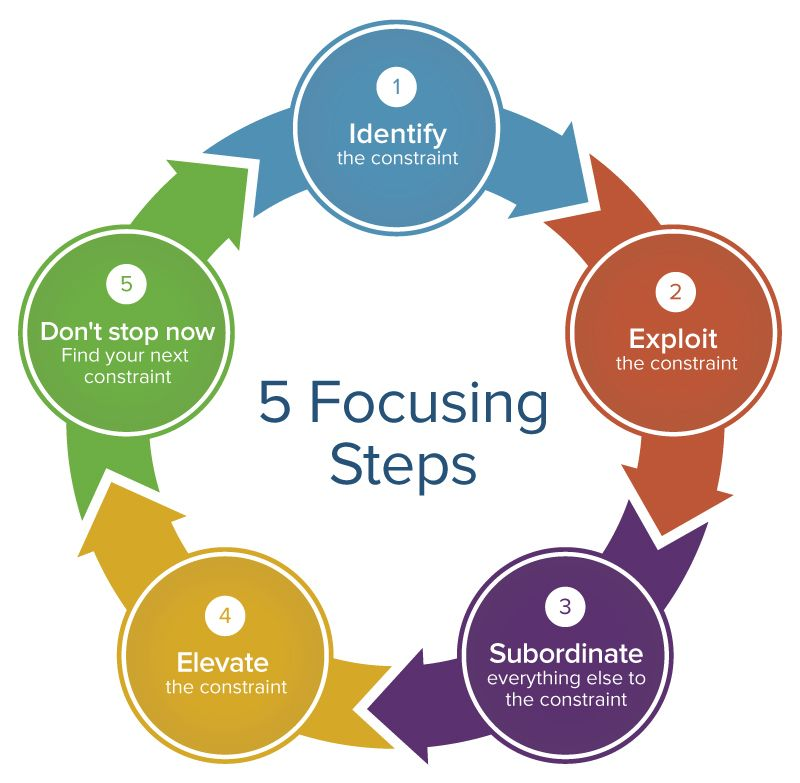 1
Identify
the constraint
2
Exploit
the constraint
3
Subordinate
everything else to
the constraint
4
Elevate
the constraint
5
Don't stop now
Find your next
constraint
5 Focusing
Steps